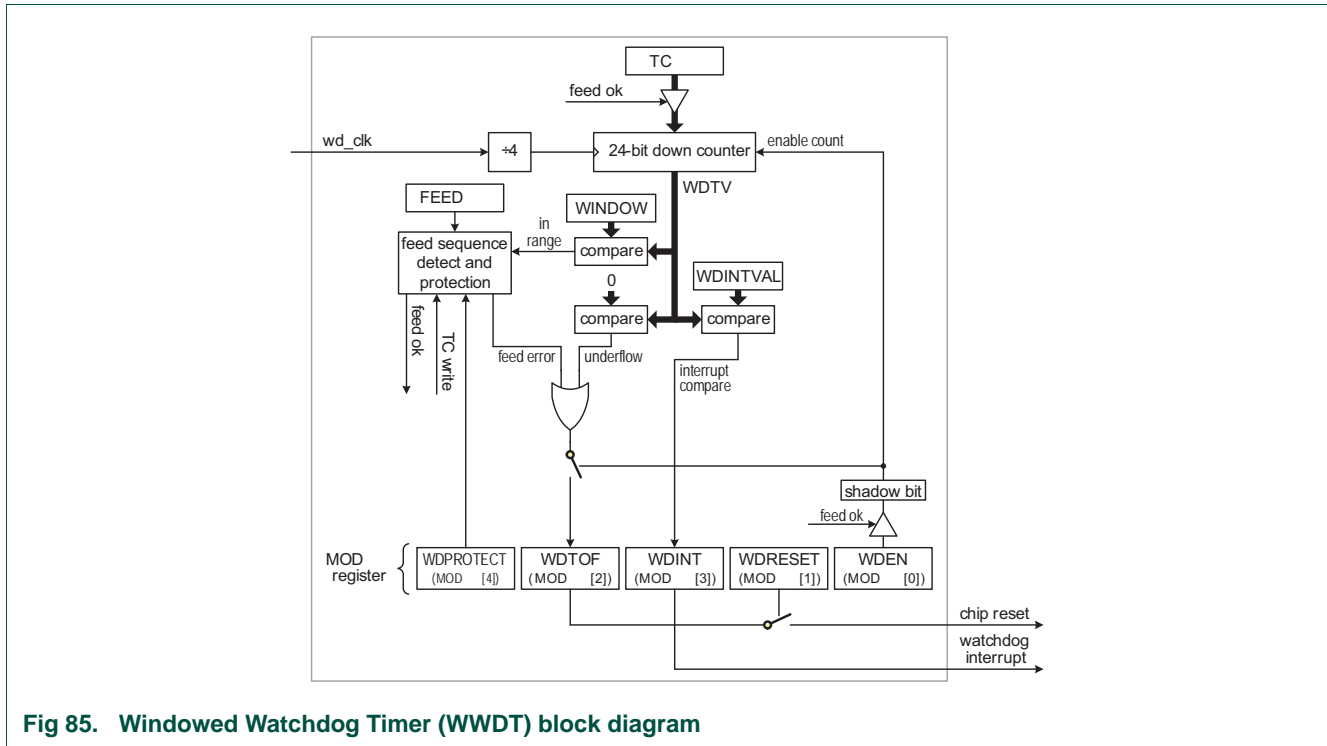 TC
feed ok
wd_clk
÷4
24-bit down counter
enable count
WDTV
FEED
WINDOW
in
range
feed sequence
detect and
protection
compare
WDINTVAL
0
compare
compare
feed ok
TC write
feed error
underflow
interrupt
compare
shadow bit
feed ok
MOD
register
WDPROTECT
(MOD [4])
WDTOF
(MOD [2])
WDINT
(MOD [3])
WDRESET
(MOD [1])
WDEN
(MOD [0])
chip reset
watchdog
interrupt
Fig 85. Windowed Watchdog Timer (WWDT) block diagram